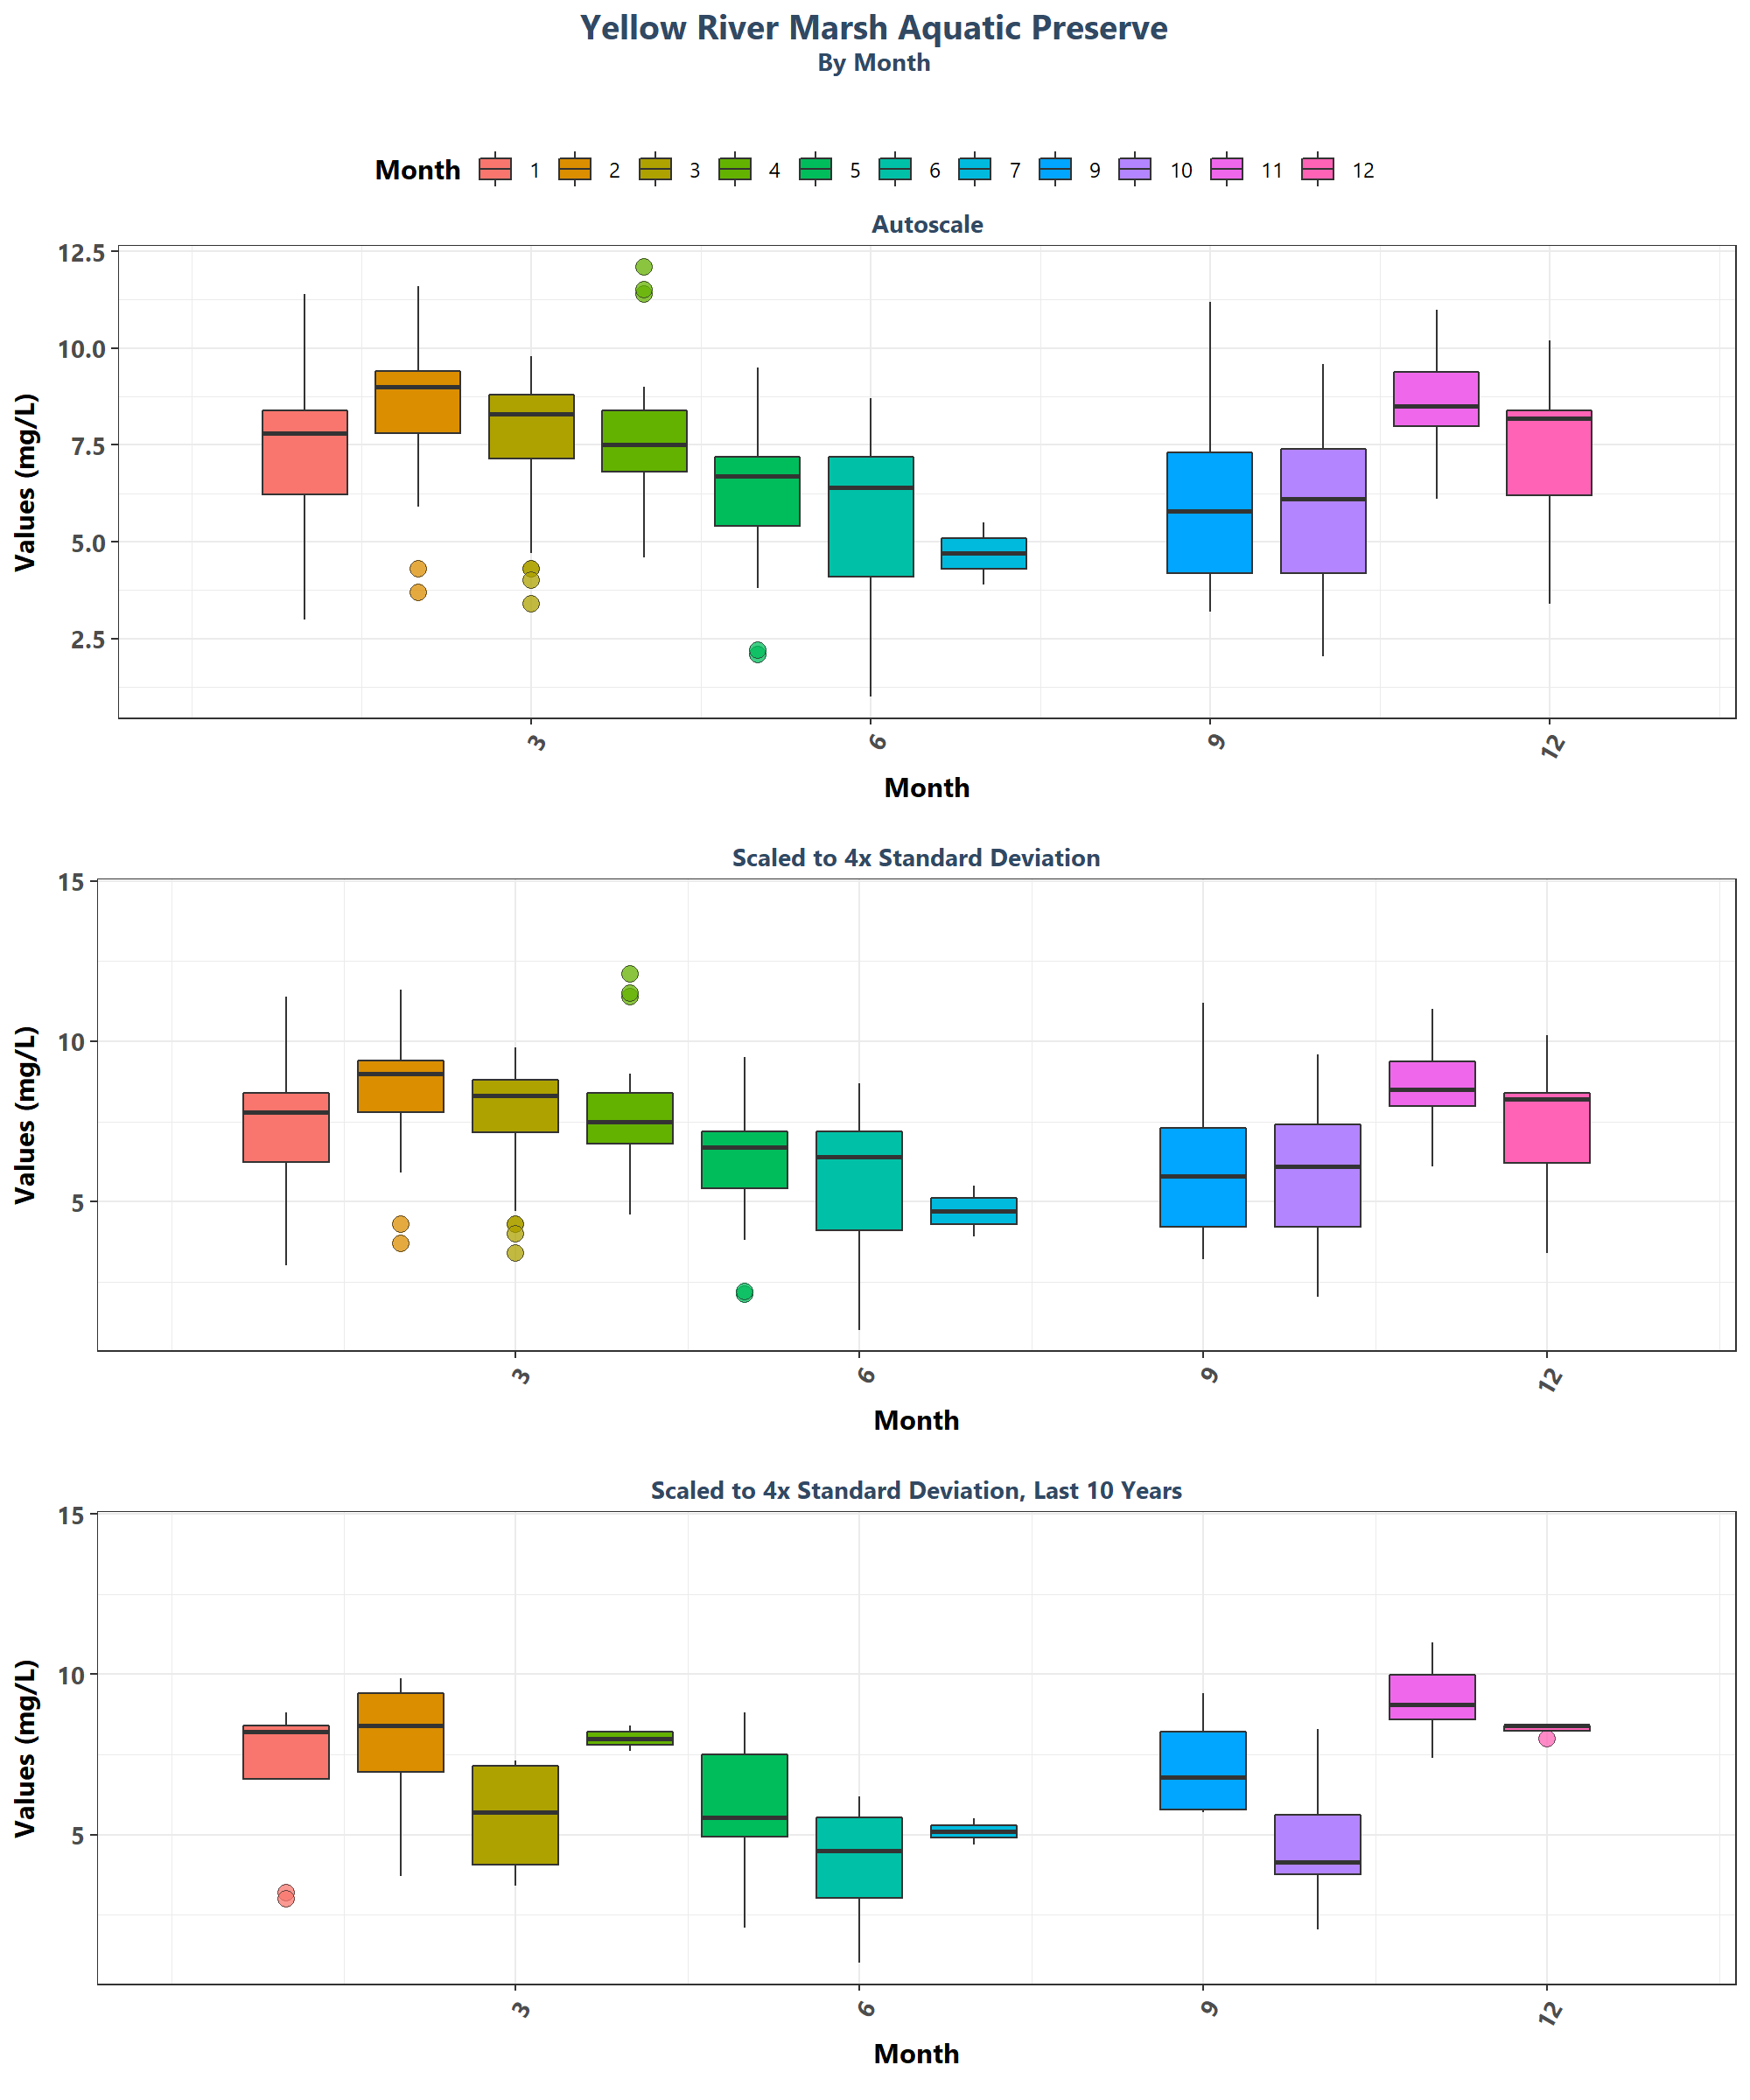 Yellow River Marsh Aquatic Preserve
By Month
Month 1 2 3 4 5 6 7 9 10 11 12
Autoscale
Values (mg/L)
12.5
10.0
7.5
5.0
2.5
3 6 9 12
Month
Scaled to 4x Standard Deviation
Values (mg/L)
15
10
5
3 6 9 12
Month
Scaled to 4x Standard Deviation, Last 10 Years
Values (mg/L)
15
10
5
3 6 9 12
Month